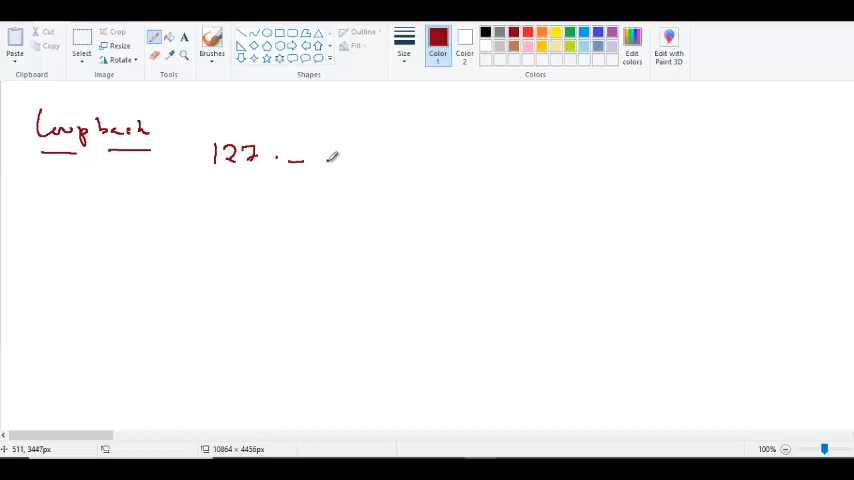 Cut
Copy
Paste
Clipboard
Select
Crop
Resize
Rotate
Image
Tools
Brushes
Shapes
Outline
Fill
Size
Color 1
Color 2
Edit colors
Colors
Edit with Paint 3D
Loopback
127 . _
511, 3447px
10864 × 4456px
100%